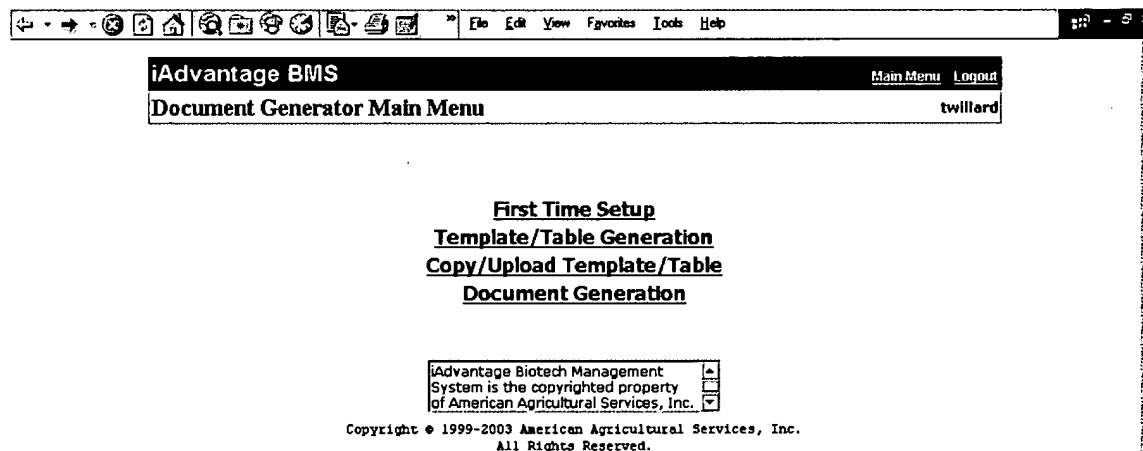 » File Edit View Favorites Tools Help
iAdvantage BMS Main Menu Logout
Document Generator Main Menu twillard
First Time Setup
Template/Table Generation
Copy/Upload Template/Table
Document Generation
iAdvantage Biotech Management
System is the copyrighted property
of American Agricultural Services, Inc.
Copyright © 1999-2003 American Agricultural Services, Inc.
All Rights Reserved.